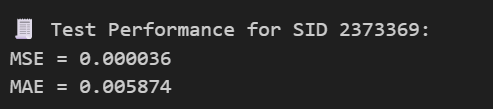 🧾 Test Performance for SID 2373369:
MSE = 0.000036
MAE = 0.005874